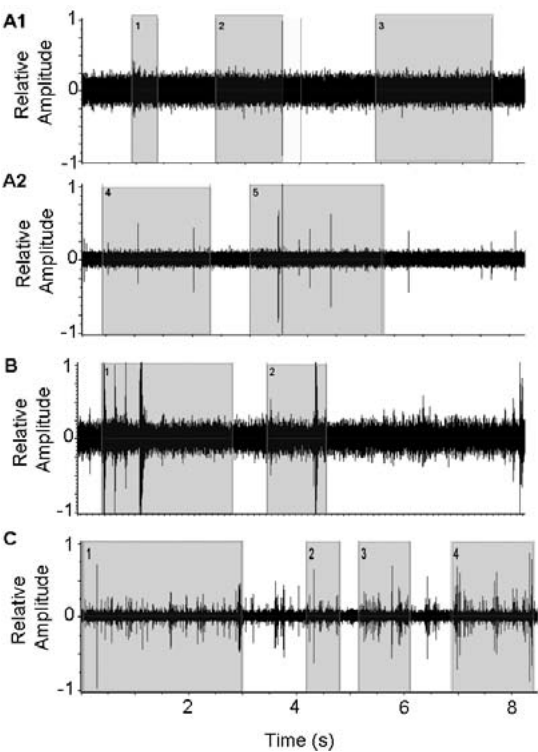 A1
Relative
Amplitude
1
0
-1
1
2
3
A2
Relative
Amplitude
1
0
-1
4
5
B
Relative
Amplitude
1
0
-1
1
2
C
Relative
Amplitude
1
0
-1
1
2
3
4
2 4 6 8
Time (s)